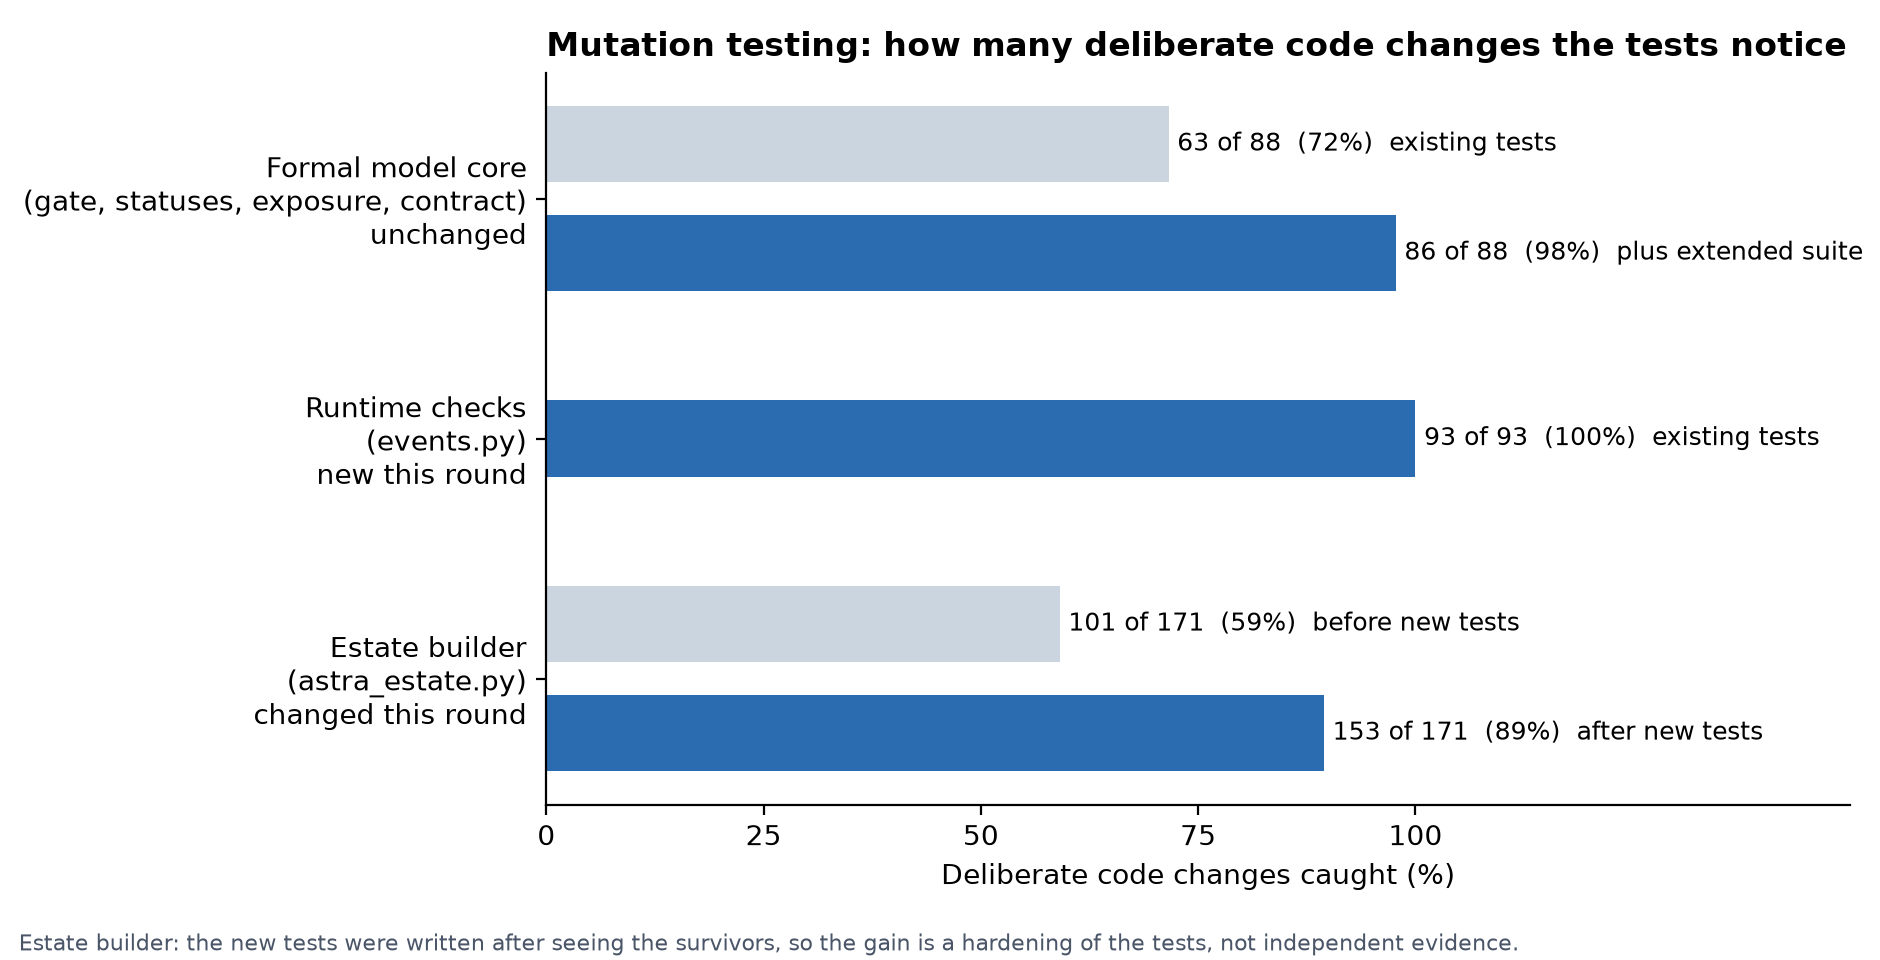 Mutation testing: how many deliberate code changes the tests notice
Formal model core
(gate, statuses, exposure, contract)
unchanged
63 of 88 (72%) existing tests
86 of 88 (98%) plus extended suite
Runtime checks
(events.py)
new this round
93 of 93 (100%) existing tests
Estate builder
(astra_estate.py)
changed this round
101 of 171 (59%) before new tests
153 of 171 (89%) after new tests
0 25 50 75 100
Deliberate code changes caught (%)
Estate builder: the new tests were written after seeing the survivors, so the gain is a hardening of the tests, not independent evidence.